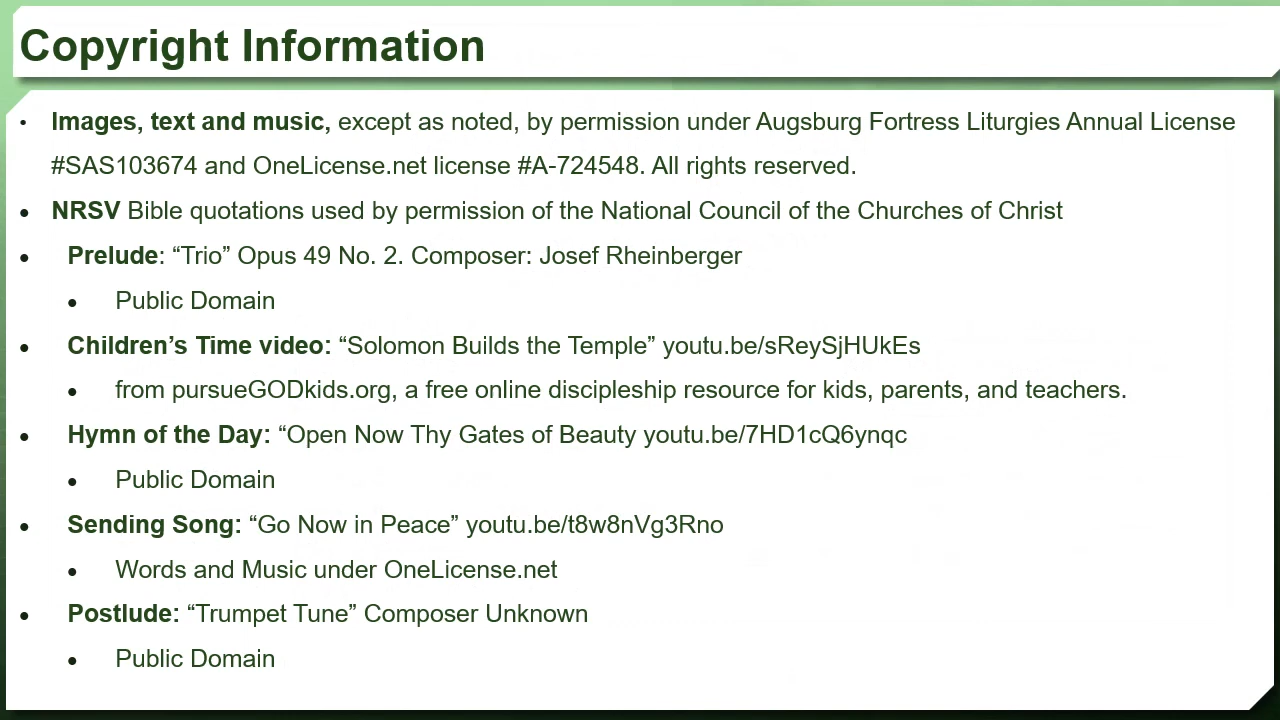 Copyright Information
• Images, text and music, except as noted, by permission under Augsburg Fortress Liturgies Annual License
#SAS103674 and OneLicense.net license #A-724548. All rights reserved.
• NRSV Bible quotations used by permission of the National Council of the Churches of Christ
• Prelude: “Trio” Opus 49 No. 2. Composer: Josef Rheinberger
• Public Domain
• Children’s Time video: “Solomon Builds the Temple” youtu.be/sReySjHUkEs
• from pursueGODkids.org, a free online discipleship resource for kids, parents, and teachers.
• Hymn of the Day: “Open Now Thy Gates of Beauty youtu.be/7HD1cQ6ynqc
• Public Domain
• Sending Song: “Go Now in Peace” youtu.be/t8w8nVg3Rno
• Words and Music under OneLicense.net
• Postlude: “Trumpet Tune” Composer Unknown
• Public Domain